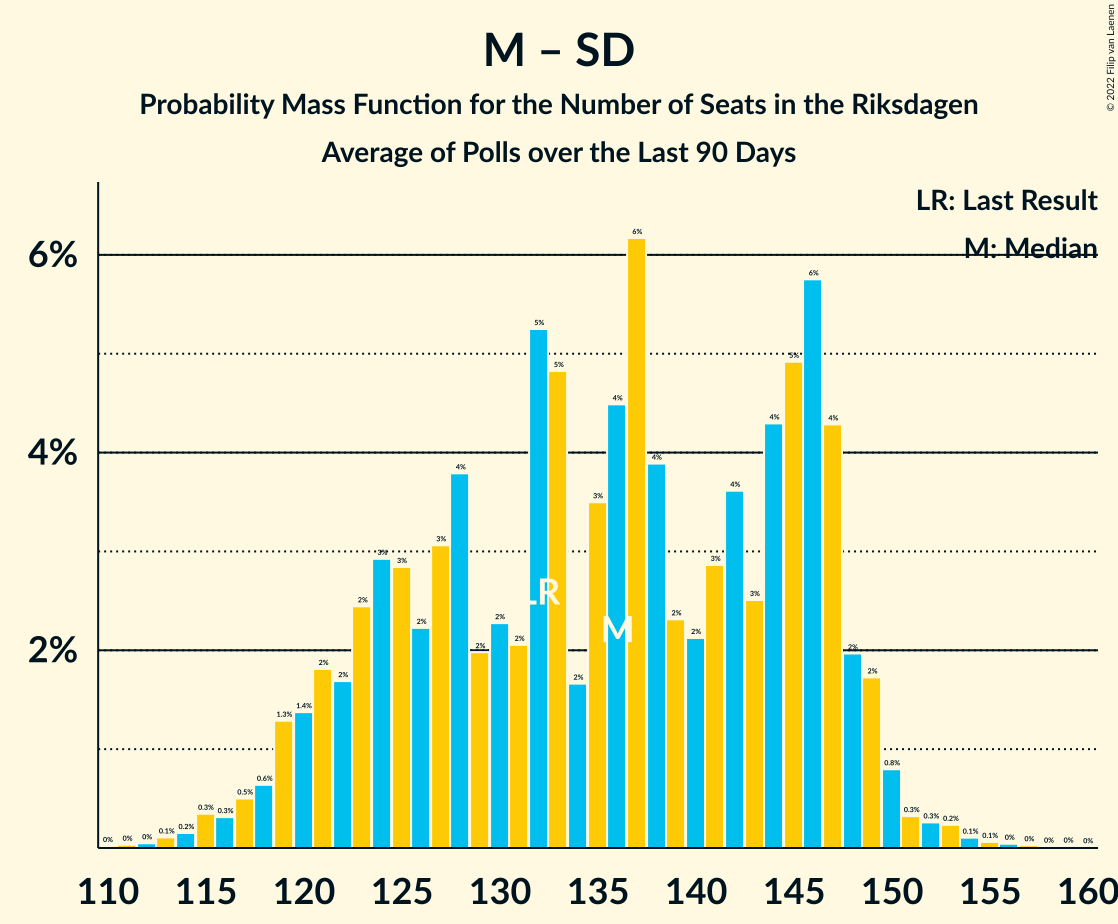 M – SD
Probability Mass Function for the Number of Seats in the Riksdagen
Average of Polls over the Last 90 Days
© 2022 Filip van Laenen
LR: Last Result
M: Median
6%
4%
2%
0% 0% 0% 0.1% 0.2% 0.3% 0.3% 0.5% 0.6% 1.3% 1.4% 2% 2% 2% 3% 3% 2% 3% 4% 2% 2% 2% 5% 5% 2% 3% 4% 6% 4% 2% 2% 3% 4% 3% 4% 5% 6% 4% 2% 2% 0.8% 0.3% 0.3% 0.2% 0.1% 0.1% 0% 0% 0% 0% 0%
LR
M
110 115 120 125 130 135 140 145 150 155 160